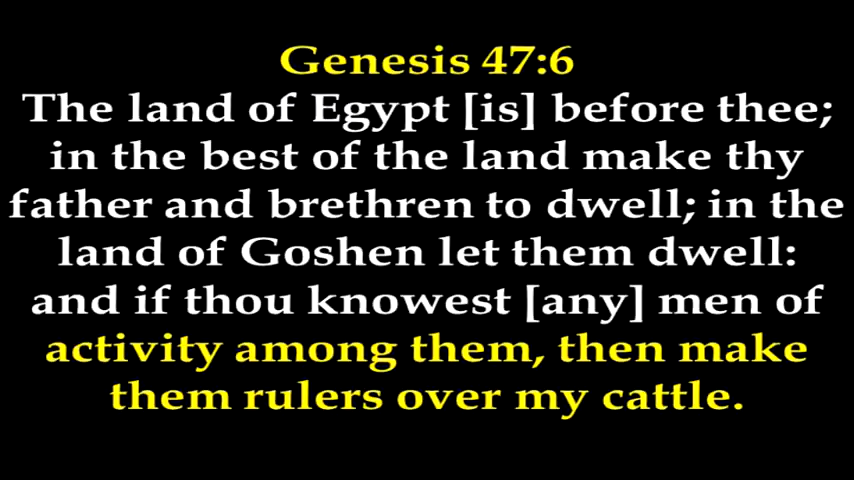 Genesis 47:6
The land of Egypt [is] before thee;
in the best of the land make thy
father and brethren to dwell; in the
land of Goshen let them dwell:
and if thou knowest [any] men of
activity among them, then make
them rulers over my cattle.